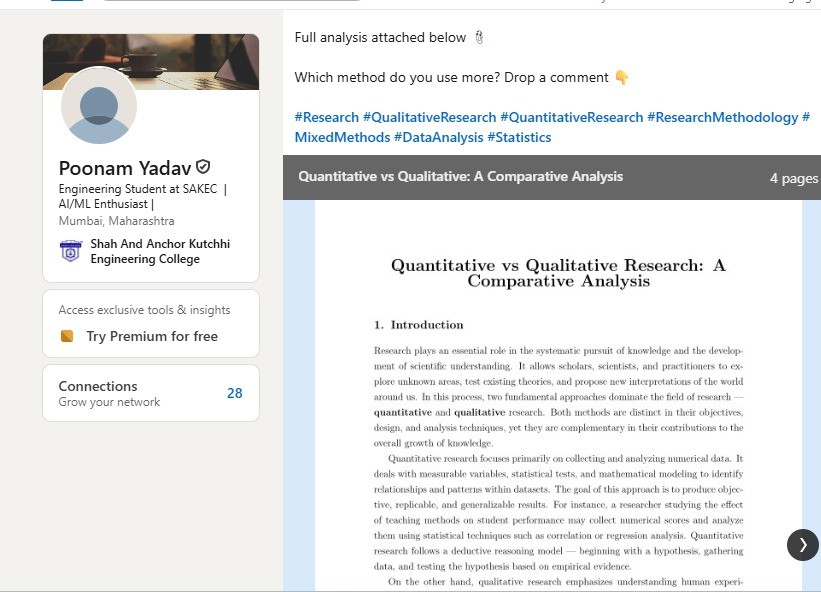 Poonam Yadav
Engineering Student at SAKEC |
AI/ML Enthusiast |
Mumbai, Maharashtra
Shah And Anchor Kutchhi
Engineering College
Access exclusive tools & insights
Try Premium for free
Connections
28
Grow your network
Full analysis attached below 📎
Which method do you use more? Drop a comment 👇
#Research #QualitativeResearch #QuantitativeResearch #ResearchMethodology #
MixedMethods #DataAnalysis #Statistics
Quantitative vs Qualitative: A Comparative Analysis
4 pages
Quantitative vs Qualitative Research: A
Comparative Analysis
1. Introduction
Research plays an essential role in the systematic pursuit of knowledge and the develop-
ment of scientific understanding. It allows scholars, scientists, and practitioners to ex-
plore unknown areas, test existing theories, and propose new interpretations of the world
around us. In this process, two fundamental approaches dominate the field of research —
quantitative and qualitative research. Both methods are distinct in their objectives,
design, and analysis techniques, yet they are complementary in their contributions to the
overall growth of knowledge.
Quantitative research focuses primarily on collecting and analyzing numerical data. It
deals with measurable variables, statistical tests, and mathematical modeling to identify
relationships and patterns within datasets. The goal of this approach is to produce objec-
tive, replicable, and generalizable results. For instance, a researcher studying the effect
of teaching methods on student performance may collect numerical scores and analyze
them using statistical techniques such as correlation or regression analysis. Quantitative
research follows a deductive reasoning model — beginning with a hypothesis, gathering
data, and testing the hypothesis based on empirical evidence.
On the other hand, qualitative research emphasizes understanding human experi-